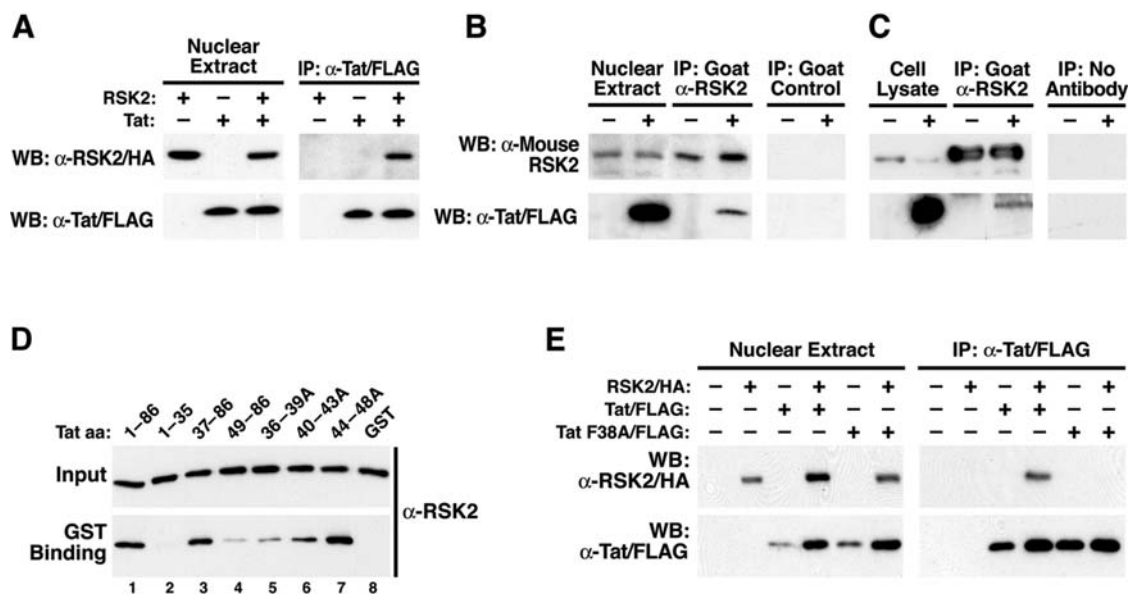 A
Nuclear
Extract
IP: α-Tat/FLAG
RSK2: + – + + – +
Tat: – + + – + +
WB: α-RSK2/HA
WB: α-Tat/FLAG
B
Nuclear
Extract
IP: Goat
α-RSK2
IP: Goat
Control
– + – + – +
WB: α-Mouse
RSK2
WB: α-Tat/FLAG
C
Cell
Lysate
IP: Goat
α-RSK2
IP: No
Antibody
– + – + – +
D
Tat aa: 1–86 1–35 37–86 49–86 36–39A 40–43A 44–48A GST
Input
GST
Binding
α-RSK2
1 2 3 4 5 6 7 8
E
Nuclear Extract
IP: α-Tat/FLAG
RSK2/HA: – + – + – + – + – + – +
Tat/FLAG: – – + + – – – – + + – –
Tat F38A/FLAG: – – – – + + – – – – + +
WB:
α-RSK2/HA
WB:
α-Tat/FLAG